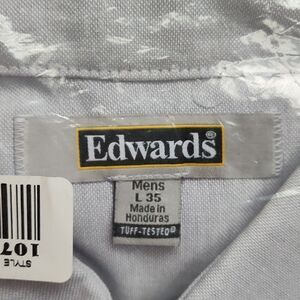 Edwards®
Mens
L 35
Made in
Honduras
TUFF-TESTED®
STYLE
107